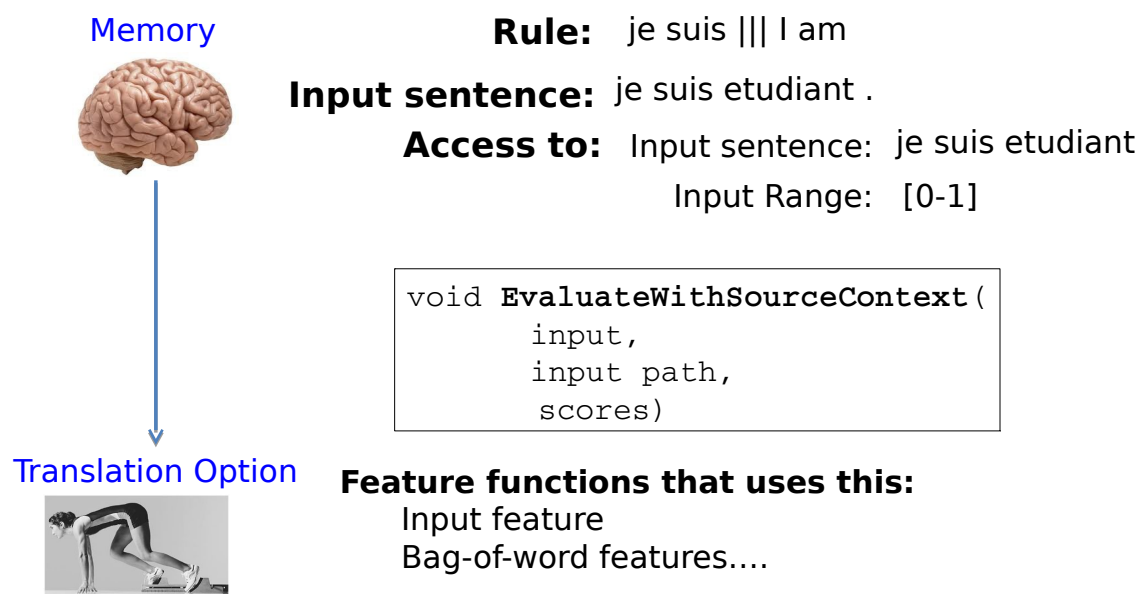 Memory
Rule: je suis ||| I am
Input sentence: je suis etudiant .
Access to: Input sentence: je suis etudiant
Input Range: [0-1]
void EvaluateWithSourceContext(
input,
input path,
scores)
Translation Option
Feature functions that uses this:
Input feature
Bag-of-word features....